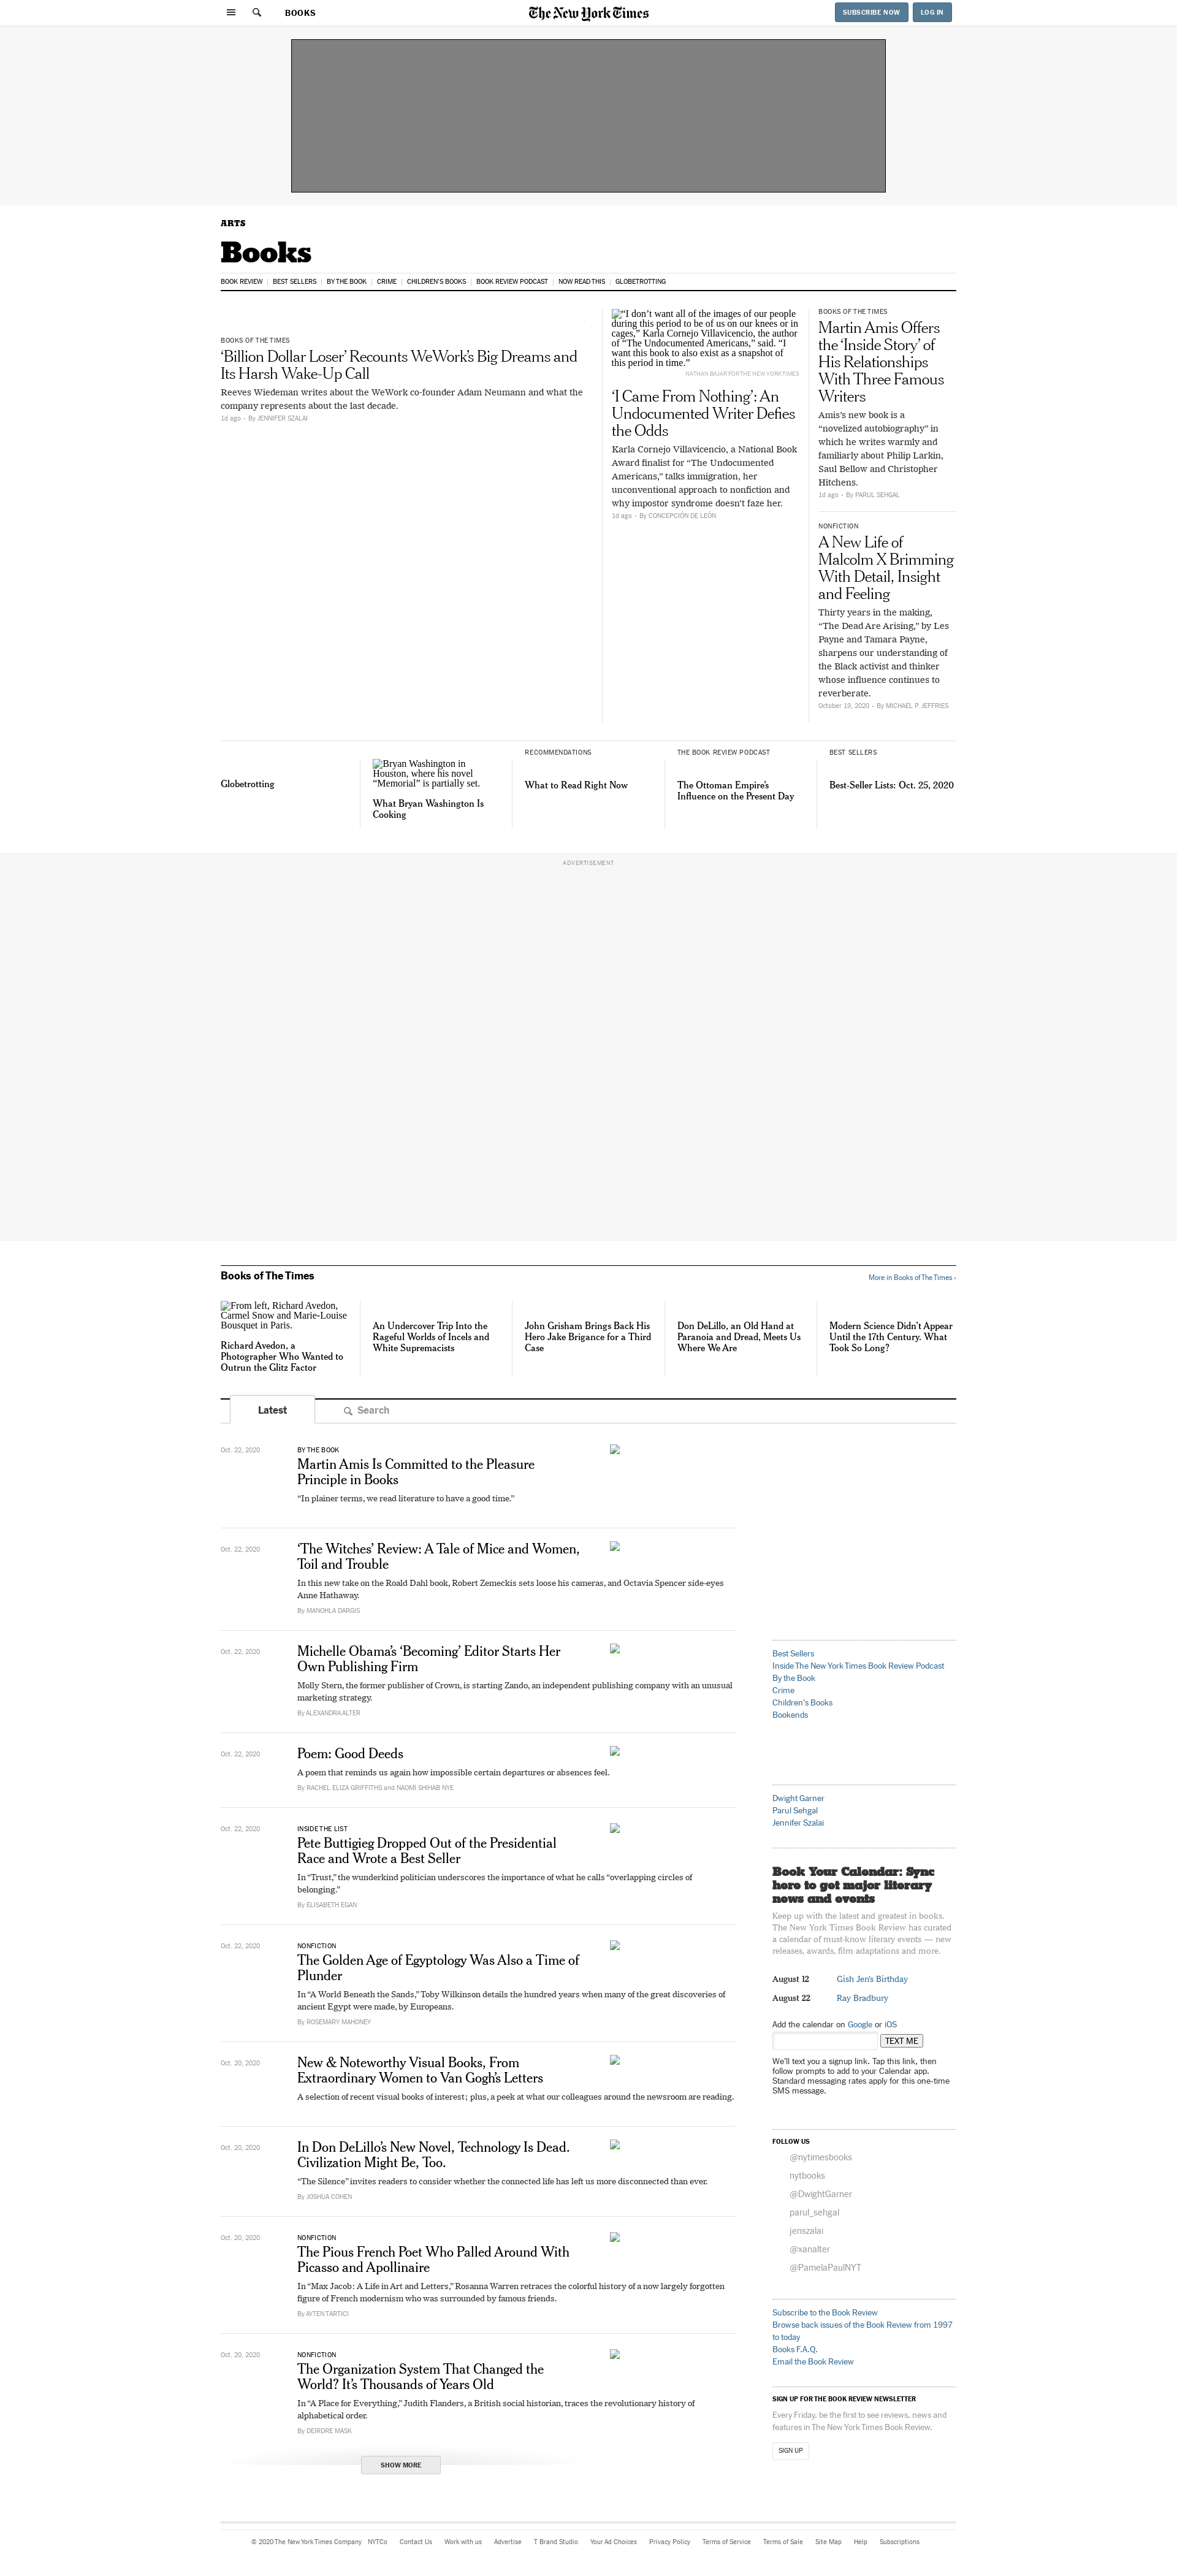 BOOKS
The New York Times
SUBSCRIBE NOW
LOG IN
ARTS
Books
BOOK REVIEW | BEST SELLERS | BY THE BOOK | CRIME | CHILDREN'S BOOKS | BOOK REVIEW PODCAST | NOW READ THIS | GLOBETROTTING
BOOKS OF THE TIMES
‘Billion Dollar Loser’ Recounts WeWork’s Big Dreams and
Its Harsh Wake-Up Call
Reeves Wiedeman writes about the WeWork co-founder Adam Neumann and what the
company represents about the last decade.
1d ago • By JENNIFER SZALAI
“I don’t want all of the images of our people
during this period to be of us on our knees or in
cages,” Karla Cornejo Villavicencio, the author
of “The Undocumented Americans,” said. “I
want this book to also exist as a snapshot of
this period in time.”
NATHAN BAJAR FOR THE NEW YORK TIMES
‘I Came From Nothing’: An
Undocumented Writer Defies
the Odds
Karla Cornejo Villavicencio, a National Book
Award finalist for “The Undocumented
Americans,” talks immigration, her
unconventional approach to nonfiction and
why impostor syndrome doesn’t faze her.
1d ago • By CONCEPCIÓN DE LEÓN
BOOKS OF THE TIMES
Martin Amis Offers
the ‘Inside Story’ of
His Relationships
With Three Famous
Writers
Amis’s new book is a
“novelized autobiography” in
which he writes warmly and
familiarly about Philip Larkin,
Saul Bellow and Christopher
Hitchens.
1d ago • By PARUL SEHGAL
NONFICTION
A New Life of
Malcolm X Brimming
With Detail, Insight
and Feeling
Thirty years in the making,
“The Dead Are Arising,” by Les
Payne and Tamara Payne,
sharpens our understanding of
the Black activist and thinker
whose influence continues to
reverberate.
October 19, 2020 • By MICHAEL P. JEFFRIES
Globetrotting
Bryan Washington in
Houston, where his novel
“Memorial” is partially set.
What Bryan Washington Is
Cooking
RECOMMENDATIONS
What to Read Right Now
THE BOOK REVIEW PODCAST
The Ottoman Empire’s
Influence on the Present Day
BEST SELLERS
Best-Seller Lists: Oct. 25, 2020
ADVERTISEMENT
Books of The Times
More in Books of The Times ›
From left, Richard Avedon,
Carmel Snow and Marie-Louise
Bousquet in Paris.
Richard Avedon, a
Photographer Who Wanted to
Outrun the Glitz Factor
An Undercover Trip Into the
Rageful Worlds of Incels and
White Supremacists
John Grisham Brings Back His
Hero Jake Brigance for a Third
Case
Don DeLillo, an Old Hand at
Paranoia and Dread, Meets Us
Where We Are
Modern Science Didn’t Appear
Until the 17th Century. What
Took So Long?
Latest
Search
Oct. 22, 2020
BY THE BOOK
Martin Amis Is Committed to the Pleasure
Principle in Books
“In plainer terms, we read literature to have a good time.”
Oct. 22, 2020
‘The Witches’ Review: A Tale of Mice and Women,
Toil and Trouble
In this new take on the Roald Dahl book, Robert Zemeckis sets loose his cameras, and Octavia Spencer side-eyes
Anne Hathaway.
By MANOHLA DARGIS
Oct. 22, 2020
Michelle Obama’s ‘Becoming’ Editor Starts Her
Own Publishing Firm
Molly Stern, the former publisher of Crown, is starting Zando, an independent publishing company with an unusual
marketing strategy.
By ALEXANDRA ALTER
Oct. 22, 2020
Poem: Good Deeds
A poem that reminds us again how impossible certain departures or absences feel.
By RACHEL ELIZA GRIFFITHS and NAOMI SHIHAB NYE
Oct. 22, 2020
INSIDE THE LIST
Pete Buttigieg Dropped Out of the Presidential
Race and Wrote a Best Seller
In “Trust,” the wunderkind politician underscores the importance of what he calls “overlapping circles of
belonging.”
By ELISABETH EGAN
Oct. 22, 2020
NONFICTION
The Golden Age of Egyptology Was Also a Time of
Plunder
In “A World Beneath the Sands,” Toby Wilkinson details the hundred years when many of the great discoveries of
ancient Egypt were made, by Europeans.
By ROSEMARY MAHONEY
Oct. 20, 2020
New & Noteworthy Visual Books, From
Extraordinary Women to Van Gogh’s Letters
A selection of recent visual books of interest; plus, a peek at what our colleagues around the newsroom are reading.
Oct. 20, 2020
In Don DeLillo’s New Novel, Technology Is Dead.
Civilization Might Be, Too.
“The Silence” invites readers to consider whether the connected life has left us more disconnected than ever.
By JOSHUA COHEN
Oct. 20, 2020
NONFICTION
The Pious French Poet Who Palled Around With
Picasso and Apollinaire
In “Max Jacob: A Life in Art and Letters,” Rosanna Warren retraces the colorful history of a now largely forgotten
figure of French modernism who was surrounded by famous friends.
By AYTEN TARTICI
Oct. 20, 2020
NONFICTION
The Organization System That Changed the
World? It’s Thousands of Years Old
In “A Place for Everything,” Judith Flanders, a British social historian, traces the revolutionary history of
alphabetical order.
By DEIRDRE MASK
SHOW MORE
Best Sellers
Inside The New York Times Book Review Podcast
By the Book
Crime
Children’s Books
Bookends
Dwight Garner
Parul Sehgal
Jennifer Szalai
Book Your Calendar: Sync
here to get major literary
news and events
Keep up with the latest and greatest in books.
The New York Times Book Review has curated
a calendar of must-know literary events — new
releases, awards, film adaptations and more.
August 12 Gish Jen’s Birthday
August 22 Ray Bradbury
Add the calendar on Google or iOS
TEXT ME
We’ll text you a signup link. Tap this link, then
follow prompts to add to your Calendar app.
Standard messaging rates apply for this one-time
SMS message.
FOLLOW US
@nytimesbooks
nytbooks
@DwightGarner
parul_sehgal
jenszalai
@xanalter
@PamelaPaulNYT
Subscribe to the Book Review
Browse back issues of the Book Review from 1997
to today
Books F.A.Q.
Email the Book Review
SIGN UP FOR THE BOOK REVIEW NEWSLETTER
Every Friday, be the first to see reviews, news and
features in The New York Times Book Review.
SIGN UP
© 2020 The New York Times Company NYTCo Contact Us Work with us Advertise T Brand Studio Your Ad Choices Privacy Policy Terms of Service Terms of Sale Site Map Help Subscriptions